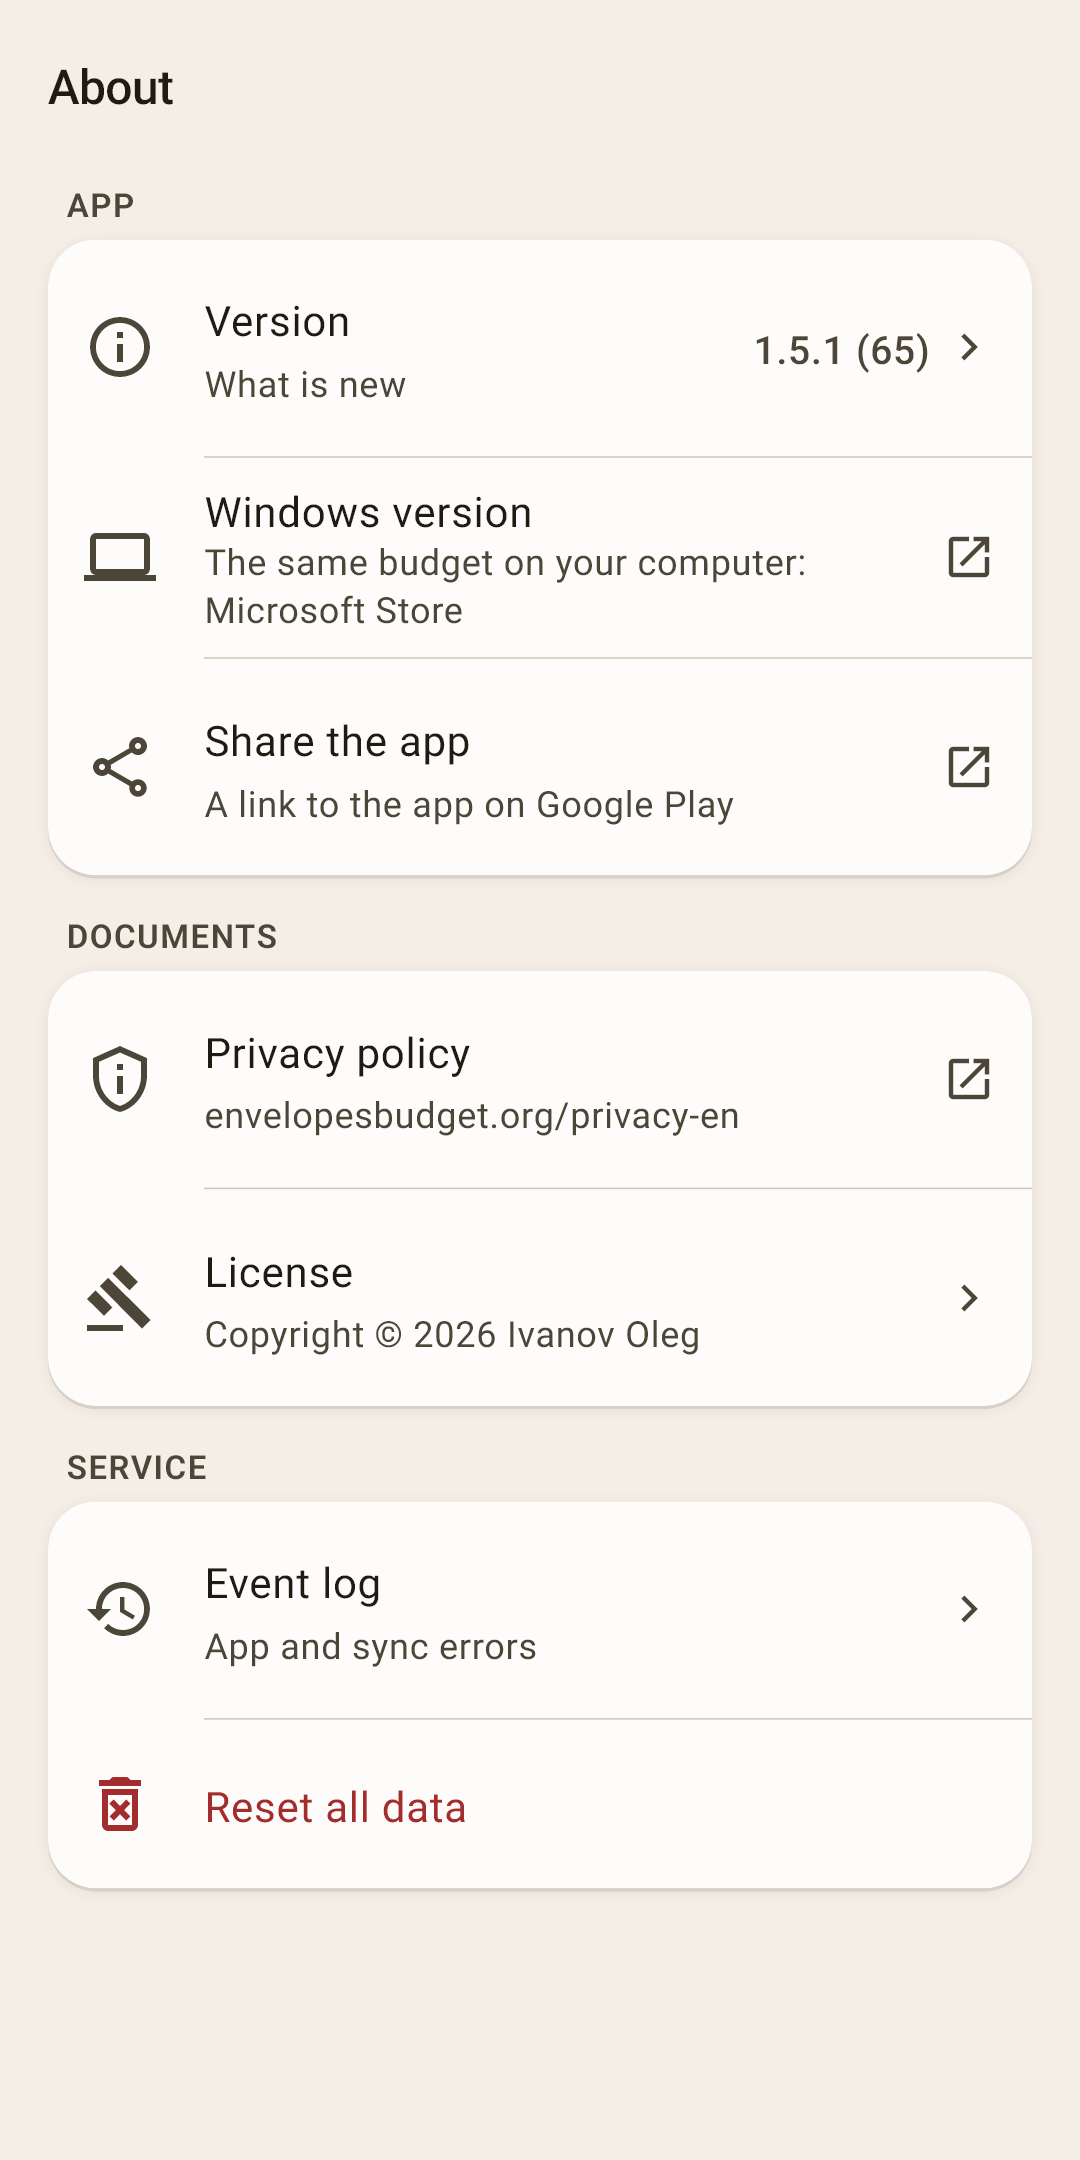 About
APP
Version
What is new
1.5.1 (65)
Windows version
The same budget on your computer:
Microsoft Store
Share the app
A link to the app on Google Play
DOCUMENTS
Privacy policy
envelopesbudget.org/privacy-en
License
Copyright © 2026 Ivanov Oleg
SERVICE
Event log
App and sync errors
Reset all data